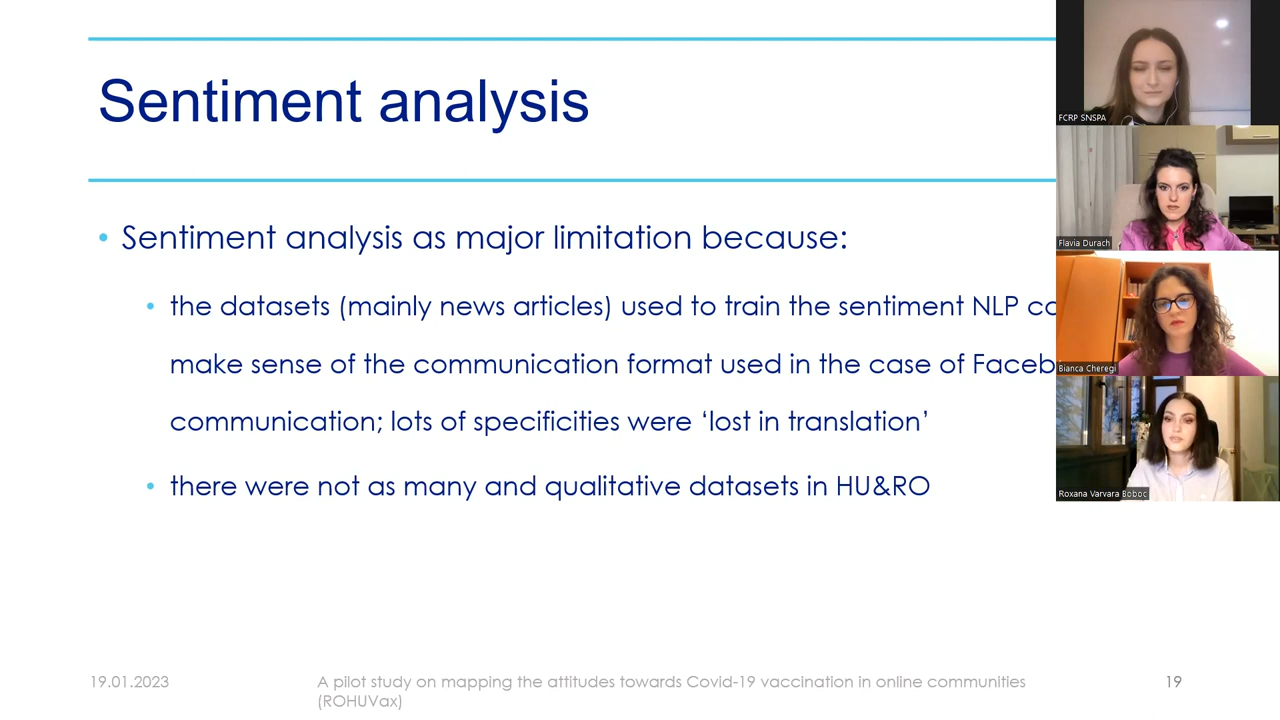 Sentiment analysis
• Sentiment analysis as major limitation because:
• the datasets (mainly news articles) used to train the sentiment NLP
make sense of the communication format used in the case of
communication; lots of specificities were ‘lost in translation’
• there were not as many and qualitative datasets in HU&RO
19.01.2023
A pilot study on mapping the attitudes towards Covid-19 vaccination in online communities
(ROHUVax)
19
FCRP SNSPA
Flavia Durach
Bianca Cheregi
Roxana Varvara Boboc